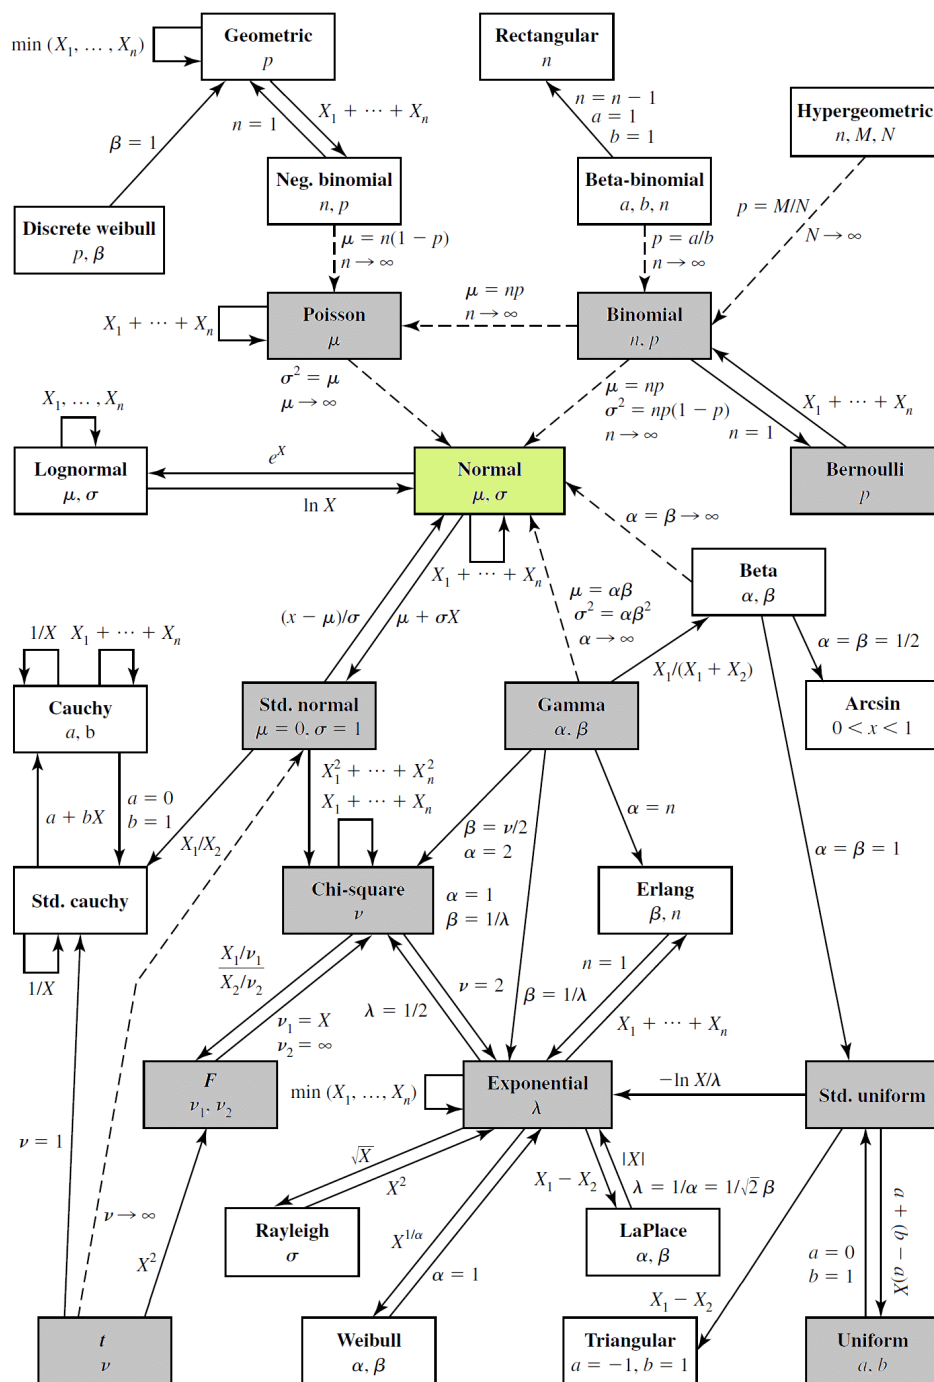 Geometric
p
min (X₁, … , Xₙ)
Rectangular
n
Hypergeometric
n, M, N
β = 1
n = 1
X₁ + ⋯ + Xₙ
n = n − 1
a = 1
b = 1
Neg. binomial
n, p
Beta-binomial
a, b, n
p = M/N
N → ∞
Discrete weibull
p, β
μ = n(1 − p)
n → ∞
p = a/b
n → ∞
X₁ + ⋯ + Xₙ
Poisson
μ
μ = np
n → ∞
Binomial
n, p
σ² = μ
μ → ∞
μ = np
σ² = np(1 − p)
n → ∞
X₁ + ⋯ + Xₙ
n = 1
X₁, … , Xₙ
Lognormal
μ, σ
eˣ
ln X
Normal
μ, σ
Bernoulli
p
α = β → ∞
X₁ + ⋯ + Xₙ
Beta
α, β
μ = αβ
σ² = αβ²
α → ∞
(x − μ)/σ
μ + σX
1/X
X₁ + ⋯ + Xₙ
X₁/(X₁ + X₂)
α = β = 1/2
Cauchy
a, b
Std. normal
μ = 0, σ = 1
Gamma
α, β
Arcsin
0 < x < 1
a + bX
a = 0
b = 1
X₁/X₂
X₁² + ⋯ + Xₙ²
X₁ + ⋯ + Xₙ
β = ν/2
α = 2
α = n
α = β = 1
Std. cauchy
Chi-square
ν
α = 1
β = 1/λ
Erlang
β, n
1/X
X₁/ν₁
X₂/ν₂
ν₁ = X
ν₂ = ∞
λ = 1/2
ν = 2
β = 1/λ
n = 1
X₁ + ⋯ + Xₙ
F
ν₁, ν₂
min (X₁, …, Xₙ)
Exponential
λ
−ln X/λ
Std. uniform
ν = 1
ν → ∞
X²
√X
X²
X₁ − X₂
|X|
λ = 1/α = 1/√2 β
Rayleigh
σ
X^{1/α}
α = 1
LaPlace
α, β
X₁ − X₂
a = 0
b = 1
a + (b − a)X
t
ν
Weibull
α, β
Triangular
a = −1, b = 1
Uniform
a, b